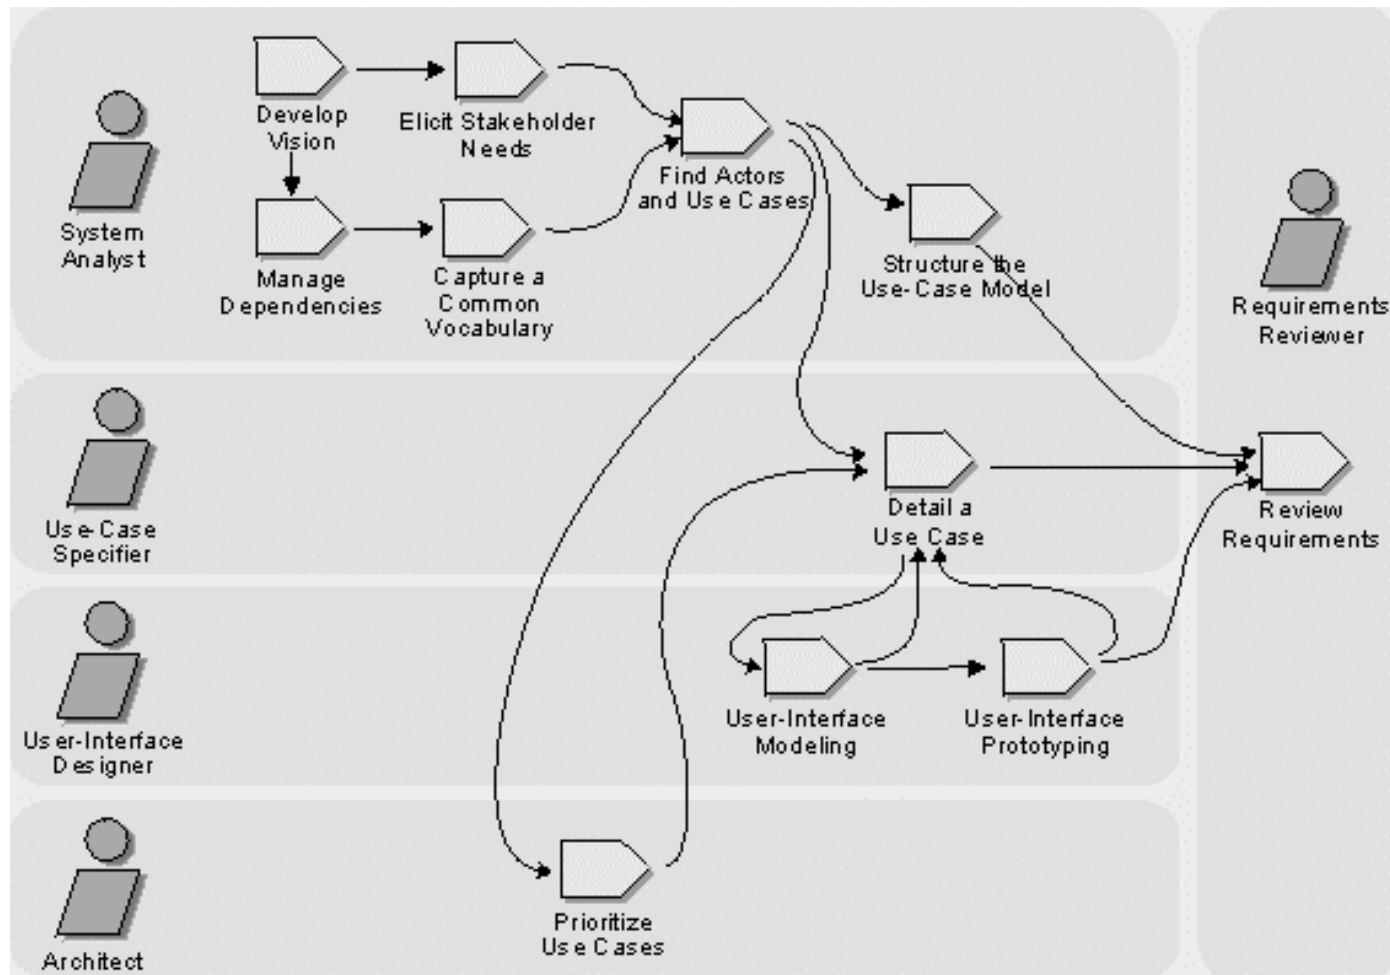 Develop
Vision
Elicit Stakeholder
Needs
Find Actors
and Use Cases
System
Analyst
Manage
Dependencies
Capture a
Common
Vocabulary
Structure the
Use-Case Model
Requirements
Reviewer
Use-Case
Specifier
Detail a
Use Case
Review
Requirements
User-Interface
Designer
User-Interface
Modeling
User-Interface
Prototyping
Architect
Prioritize
Use Cases